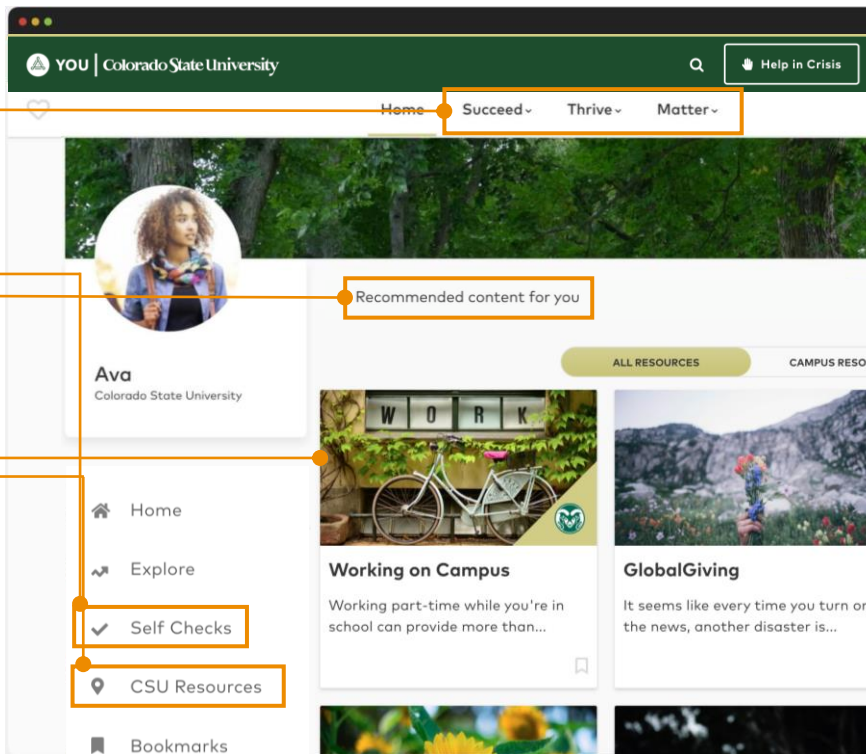 YOU | Colorado State University
Help in Crisis
Home Succeed Thrive Matter
Recommended content for you
Ava
Colorado State University
ALL RESOURCES CAMPUS RESO
Home
Explore
Self Checks
CSU Resources
Bookmarks
WORK
Working on Campus
Working part-time while you're in
school can provide more than...
GlobalGiving
It seems like every time you turn on
the news, another disaster is...